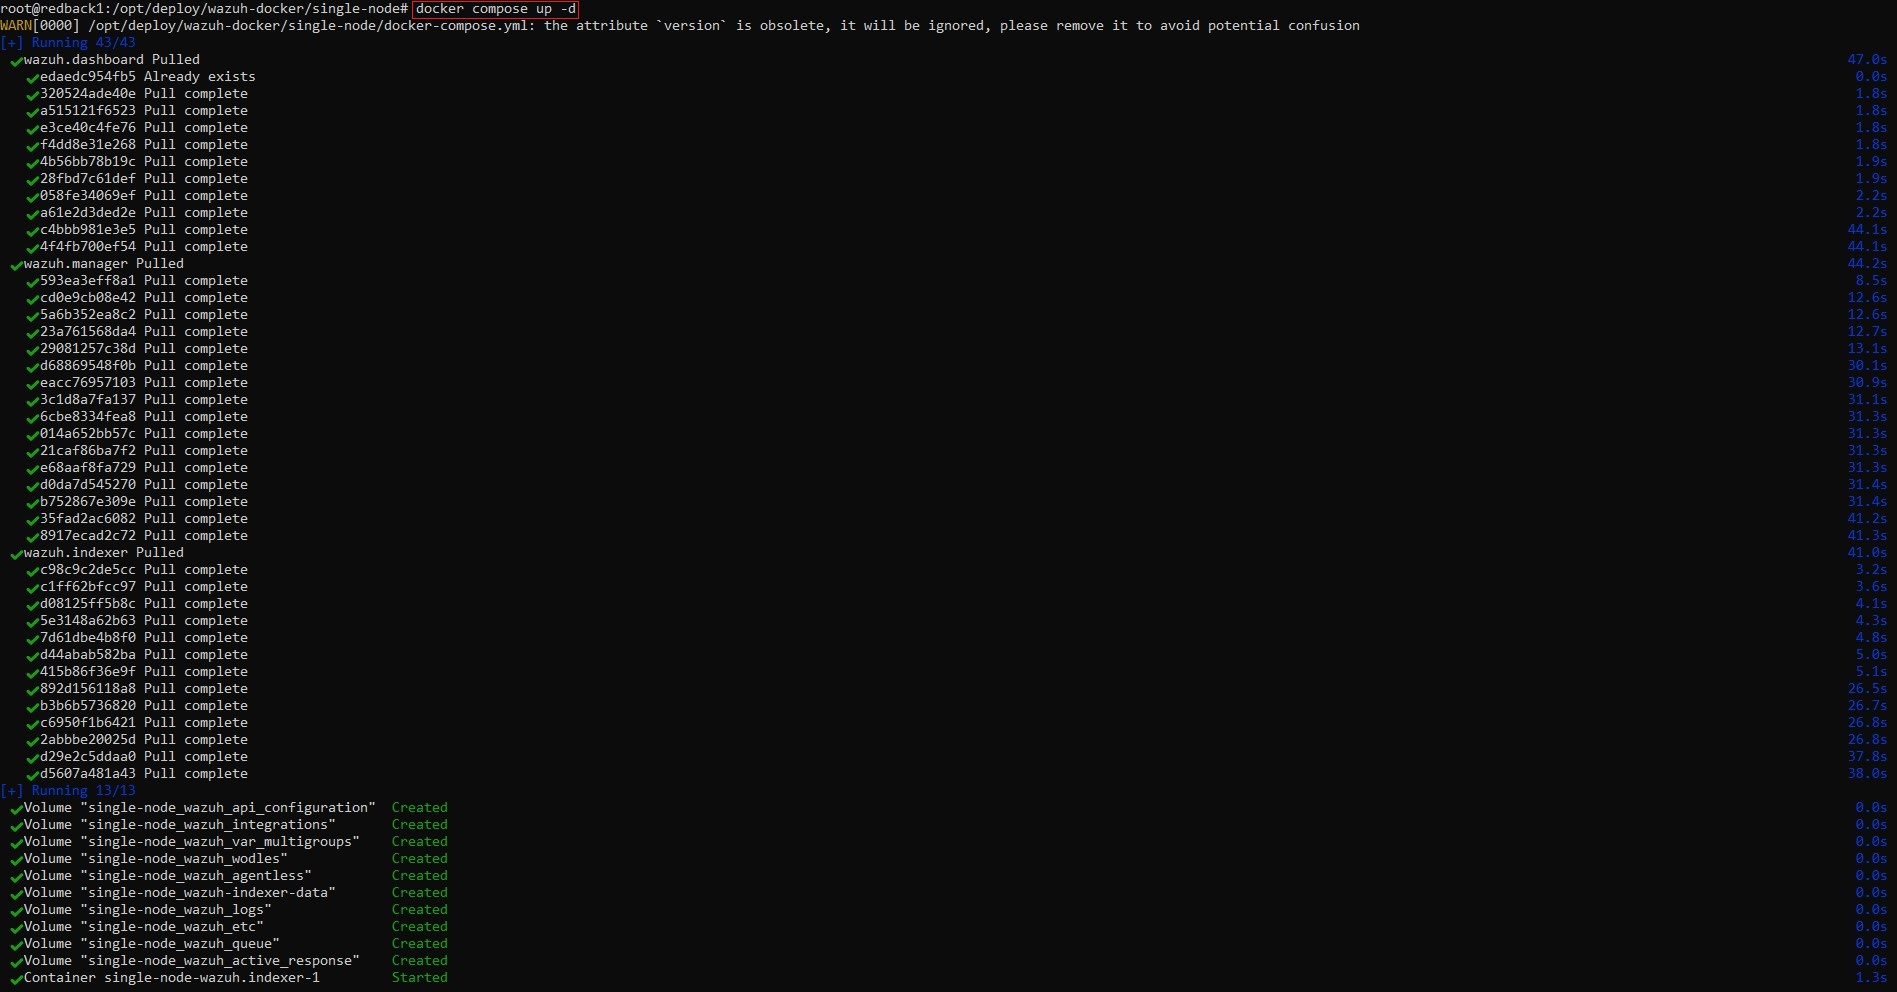 root@redback1:/opt/deploy/wazuh-docker/single-node# docker compose up -d
WARN[0000] /opt/deploy/wazuh-docker/single-node/docker-compose.yml: the attribute `version` is obsolete, it will be ignored, please remove it to avoid potential confusion
[+] Running 43/43
✔wazuh.dashboard Pulled 47.0s
✔edaedc954fb5 Already exists 0.0s
✔320524ade40e Pull complete 1.8s
✔a515121f6523 Pull complete 1.8s
✔e3ce40c4fe76 Pull complete 1.8s
✔f4dd8e31e268 Pull complete 1.8s
✔4b56bb78b19c Pull complete 1.9s
✔28fbd7c61def Pull complete 1.9s
✔058fe34069ef Pull complete 2.2s
✔a61e2d3ded2e Pull complete 2.2s
✔c4bbb981e3e5 Pull complete 44.1s
✔4f4fb700ef54 Pull complete 44.1s
✔wazuh.manager Pulled 44.2s
✔593ea3eff8a1 Pull complete 8.5s
✔cd0e9cb08e42 Pull complete 12.6s
✔5a6b352ea8c2 Pull complete 12.6s
✔23a761568da4 Pull complete 12.7s
✔29081257c38d Pull complete 13.1s
✔d68869548f0b Pull complete 30.1s
✔eacc76957103 Pull complete 30.9s
✔3c1d8a7fa137 Pull complete 31.1s
✔6cbe8334fea8 Pull complete 31.3s
✔014a652bb57c Pull complete 31.3s
✔21caf86ba7f2 Pull complete 31.3s
✔e68aaf8fa729 Pull complete 31.3s
✔d0da7d545270 Pull complete 31.4s
✔b752867e309e Pull complete 31.4s
✔35fad2ac6082 Pull complete 41.2s
✔8917ecad2c72 Pull complete 41.3s
✔wazuh.indexer Pulled 41.0s
✔c98c9c2de5cc Pull complete 3.2s
✔c1ff62bfcc97 Pull complete 3.6s
✔d08125ff5b8c Pull complete 4.1s
✔5e3148a62b63 Pull complete 4.3s
✔7d61dbe4b8f0 Pull complete 4.8s
✔d44abab582ba Pull complete 5.0s
✔415b86f36e9f Pull complete 5.1s
✔892d156118a8 Pull complete 26.5s
✔b3b6b5736820 Pull complete 26.7s
✔c6950f1b6421 Pull complete 26.8s
✔2abbbe20025d Pull complete 26.8s
✔d29e2c5ddaa0 Pull complete 37.8s
✔d5607a481a43 Pull complete 38.0s
[+] Running 13/13
✔Volume "single-node_wazuh_api_configuration" Created 0.0s
✔Volume "single-node_wazuh_integrations" Created 0.0s
✔Volume "single-node_wazuh_var_multigroups" Created 0.0s
✔Volume "single-node_wazuh_wodles" Created 0.0s
✔Volume "single-node_wazuh_agentless" Created 0.0s
✔Volume "single-node_wazuh-indexer-data" Created 0.0s
✔Volume "single-node_wazuh_logs" Created 0.0s
✔Volume "single-node_wazuh_etc" Created 0.0s
✔Volume "single-node_wazuh_queue" Created 0.0s
✔Volume "single-node_wazuh_active_response" Created 0.0s
✔Container single-node-wazuh.indexer-1 Started 1.3s